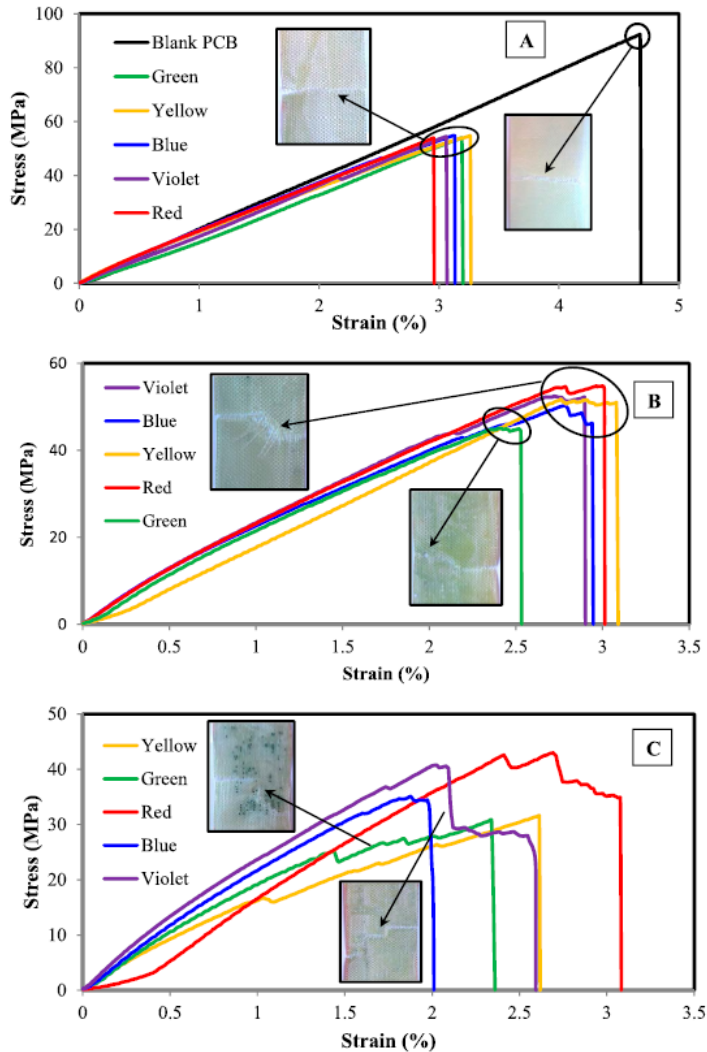 100
80
60
40
20
0
Stress (MPa)
Blank PCB
Green
Yellow
Blue
Violet
Red
A
0
1
2
3
4
5
Strain (%)
60
40
20
0
Stress (MPa)
Violet
Blue
Yellow
Red
Green
B
0
0.5
1
1.5
2
2.5
3
3.5
Strain (%)
50
40
30
20
10
0
Stress (MPa)
Yellow
Green
Red
Blue
Violet
C
0
0.5
1
1.5
2
2.5
3
3.5
Strain (%)